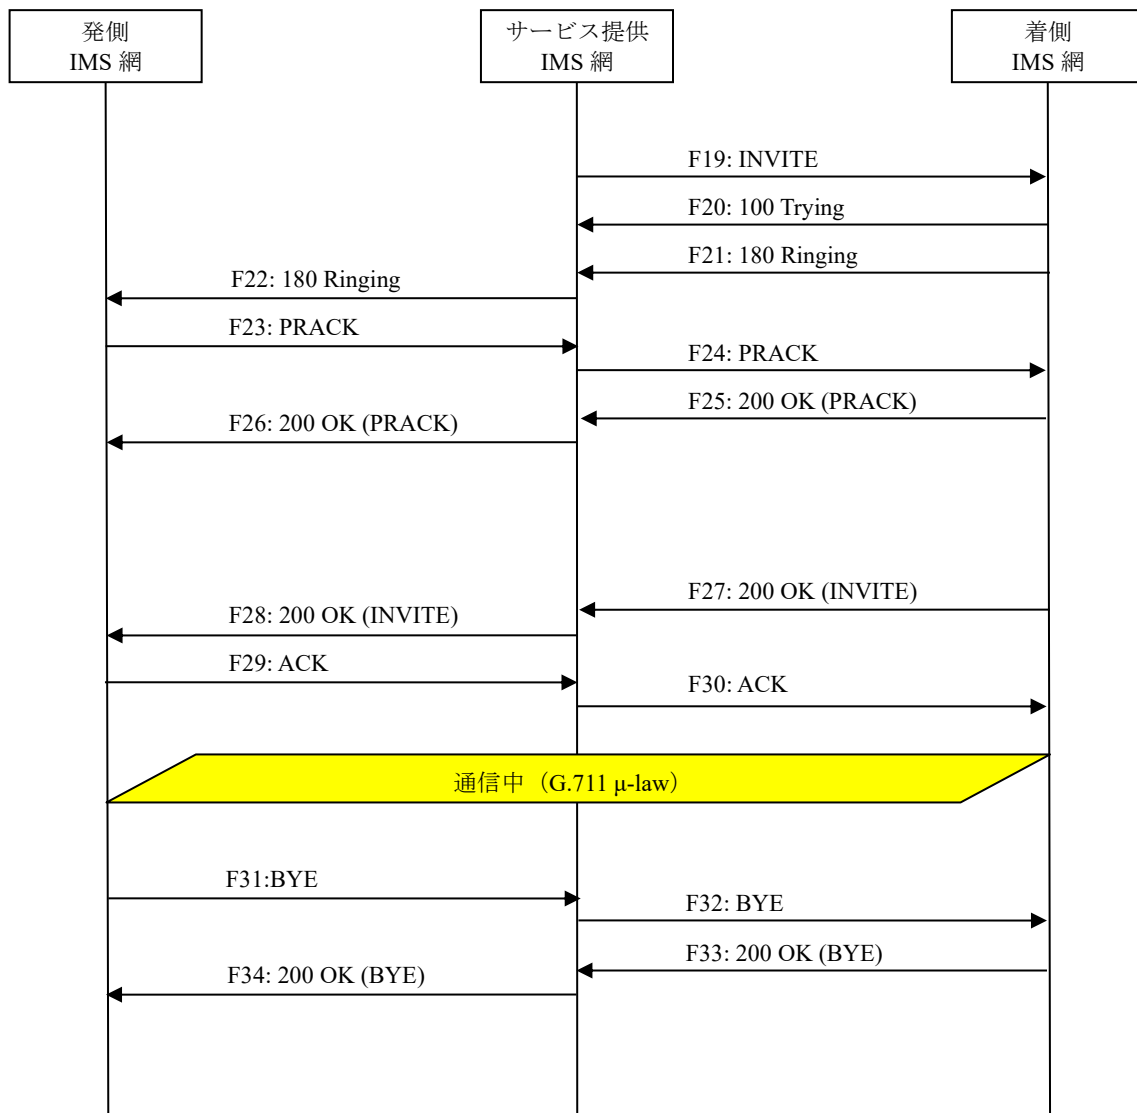 発側
IMS 網
サービス提供
IMS 網
着側
IMS 網
F19: INVITE
F20: 100 Trying
F21: 180 Ringing
F22: 180 Ringing
F23: PRACK
F24: PRACK
F25: 200 OK (PRACK)
F26: 200 OK (PRACK)
F27: 200 OK (INVITE)
F28: 200 OK (INVITE)
F29: ACK
F30: ACK
通信中（G.711 μ-law）
F31:BYE
F32: BYE
F33: 200 OK (BYE)
F34: 200 OK (BYE)